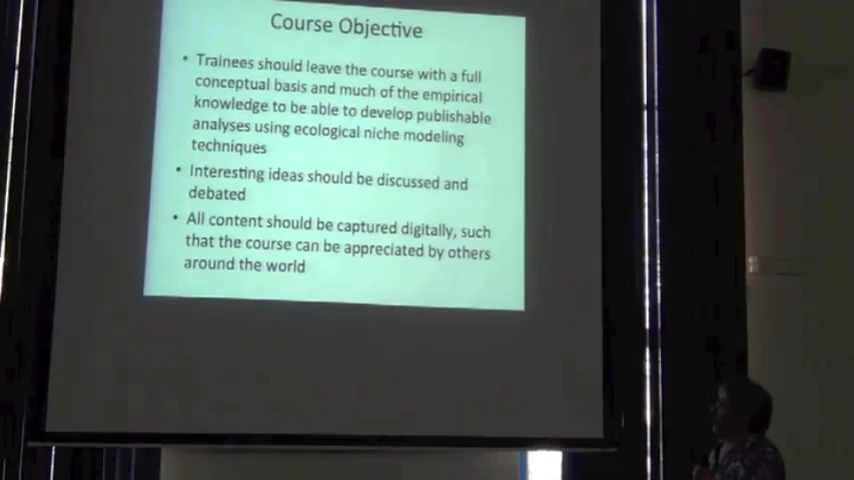 Course Objective
• Trainees should leave the course with a full
conceptual basis and much of the empirical
knowledge to be able to develop publishable
analyses using ecological niche modeling
techniques
• Interesting ideas should be discussed and
debated
• All content should be captured digitally, such
that the course can be appreciated by others
around the world